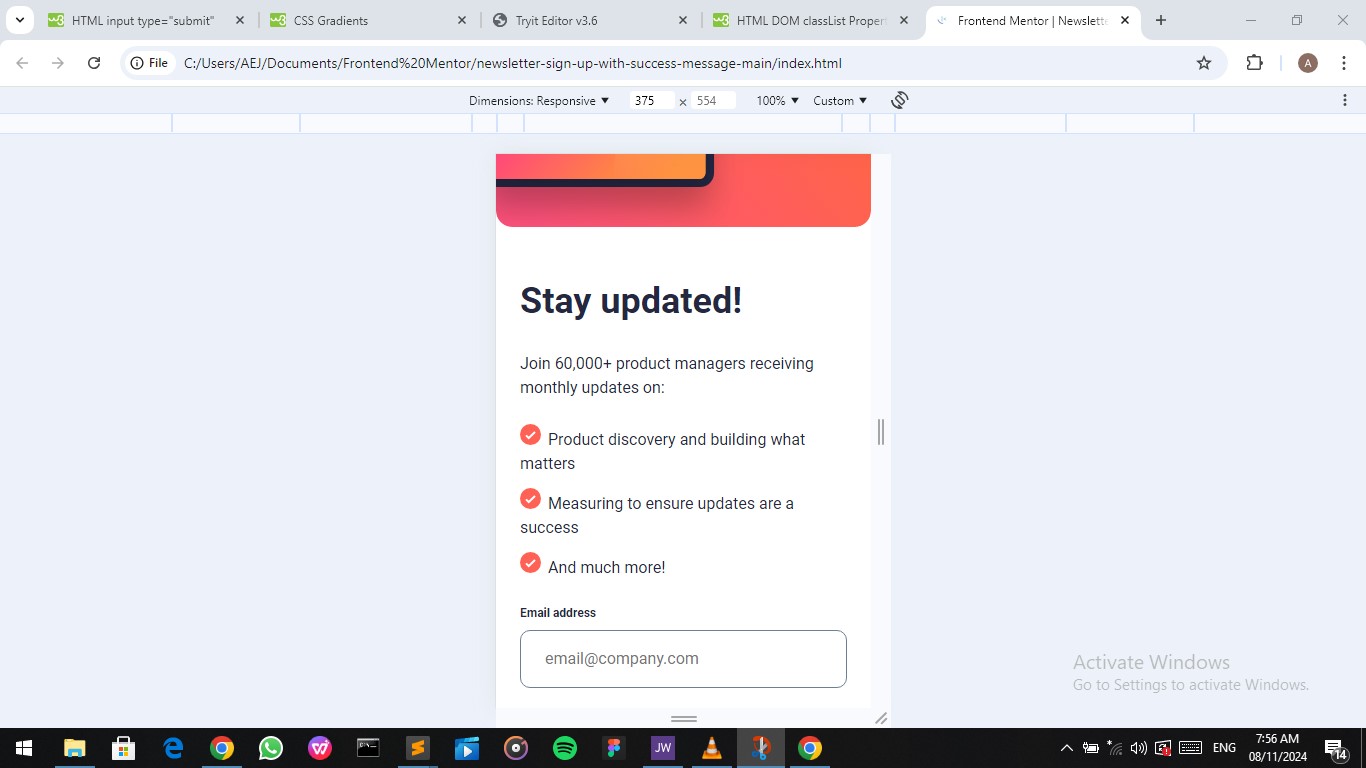 HTML input type="submit"
CSS Gradients
Tryit Editor v3.6
HTML DOM classList Proper
Frontend Mentor | Newslette
File
C:/Users/AEJ/Documents/Frontend%20Mentor/newsletter-sign-up-with-success-message-main/index.html
A
Dimensions: Responsive
375
×
554
100%
Custom
Stay updated!
Join 60,000+ product managers receiving
monthly updates on:
Product discovery and building what
matters
Measuring to ensure updates are a
success
And much more!
Email address
email@company.com
Activate Windows
Go to Settings to activate Windows.
JW
ENG
7:56 AM
08/11/2024
14